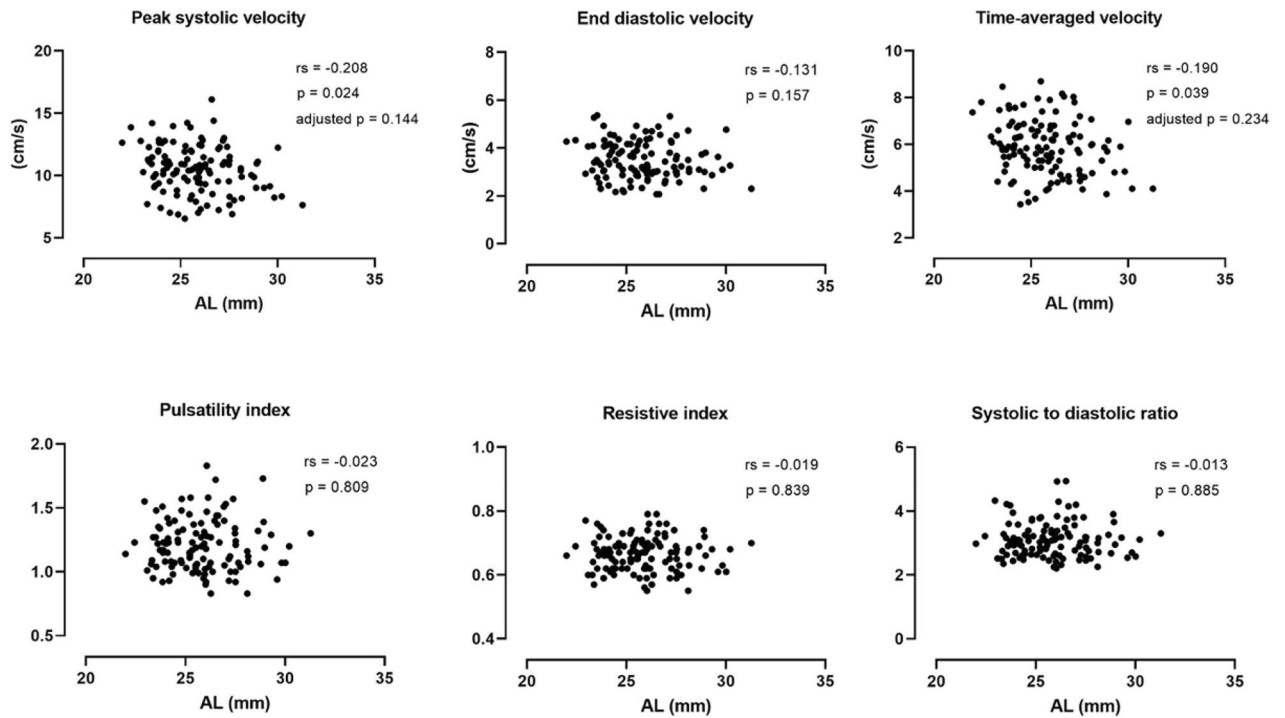 Peak systolic velocity
20
15
10
5
(cm/s)
rs = -0.208
p = 0.024
adjusted p = 0.144
20 25 30 35
AL (mm)
End diastolic velocity
8
6
4
2
0
(cm/s)
rs = -0.131
p = 0.157
20 25 30 35
AL (mm)
Time-averaged velocity
10
8
6
4
2
(cm/s)
rs = -0.190
p = 0.039
adjusted p = 0.234
20 25 30 35
AL (mm)
Pulsatility index
2.0
1.5
1.0
0.5
rs = -0.023
p = 0.809
20 25 30 35
AL (mm)
Resistive index
1.0
0.8
0.6
0.4
rs = -0.019
p = 0.839
20 25 30 35
AL (mm)
Systolic to diastolic ratio
6
4
2
0
rs = -0.013
p = 0.885
20 25 30 35
AL (mm)